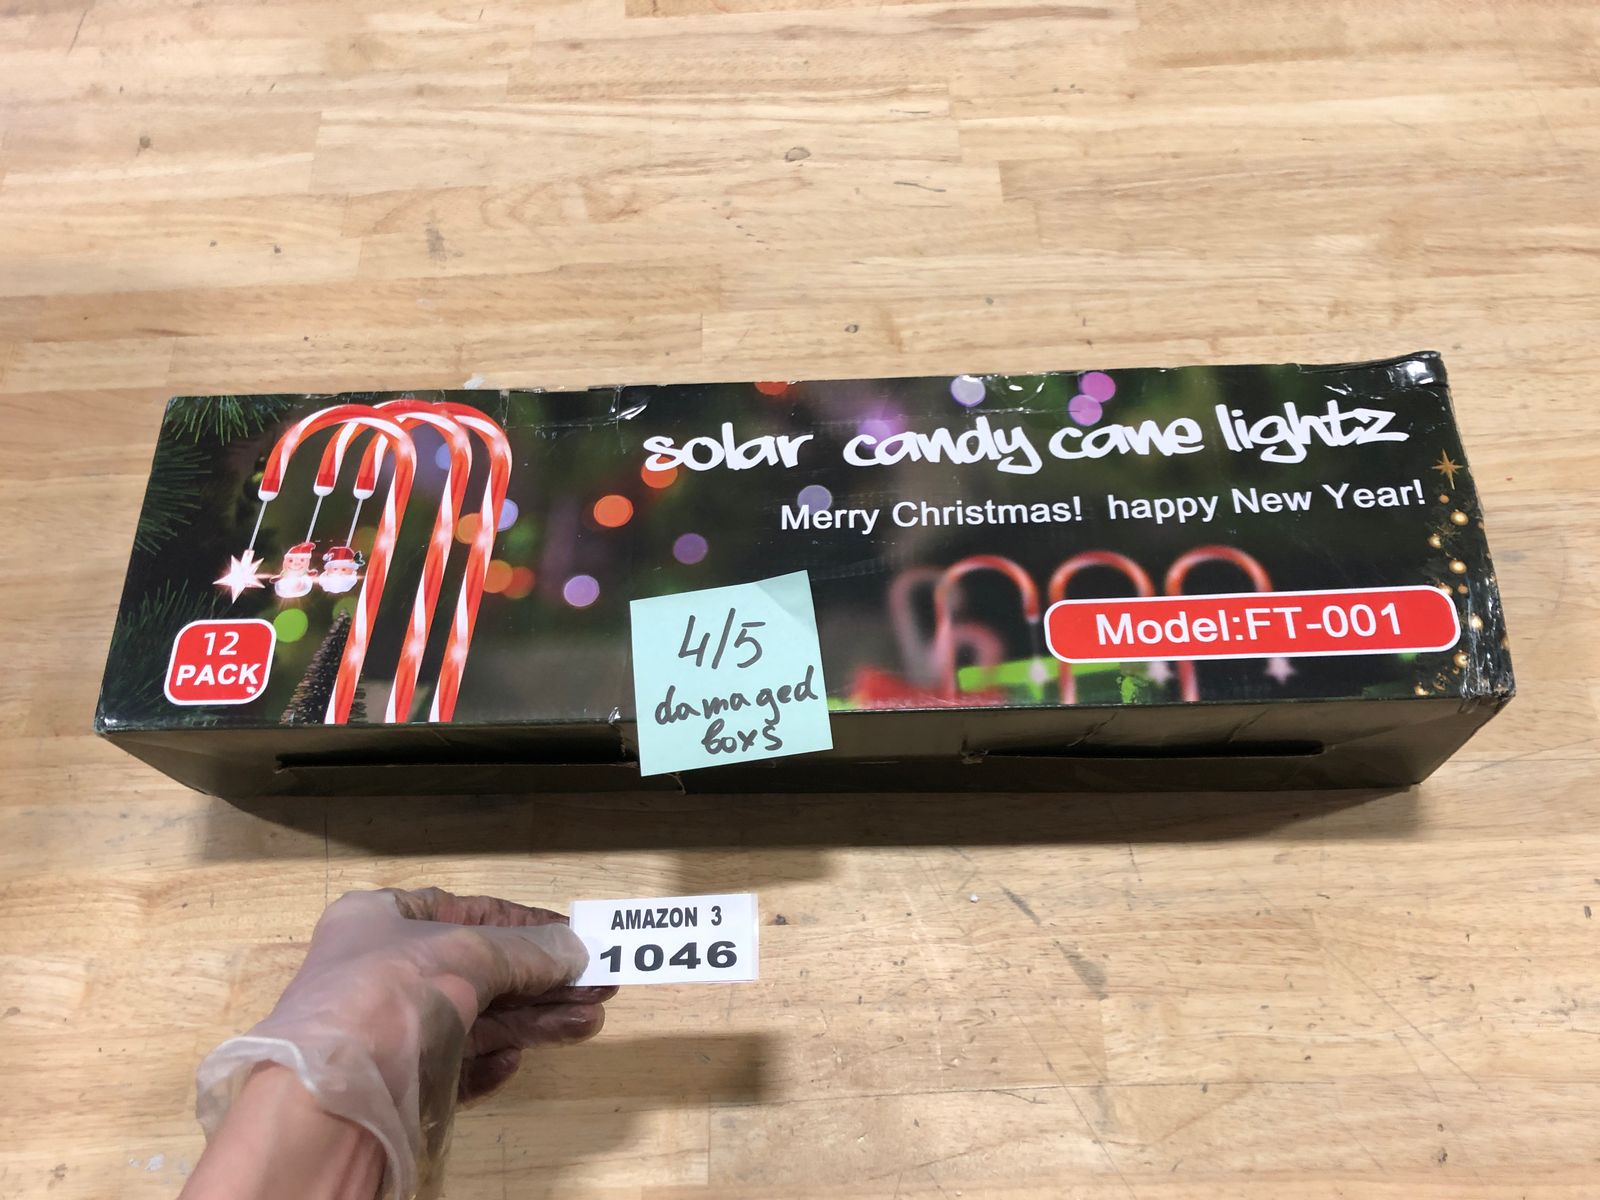 solar candy cane lightz
Merry Christmas! happy New Year!
Model:FT-001
12
PACK
4/5
damaged
boxs
AMAZON 3
1046